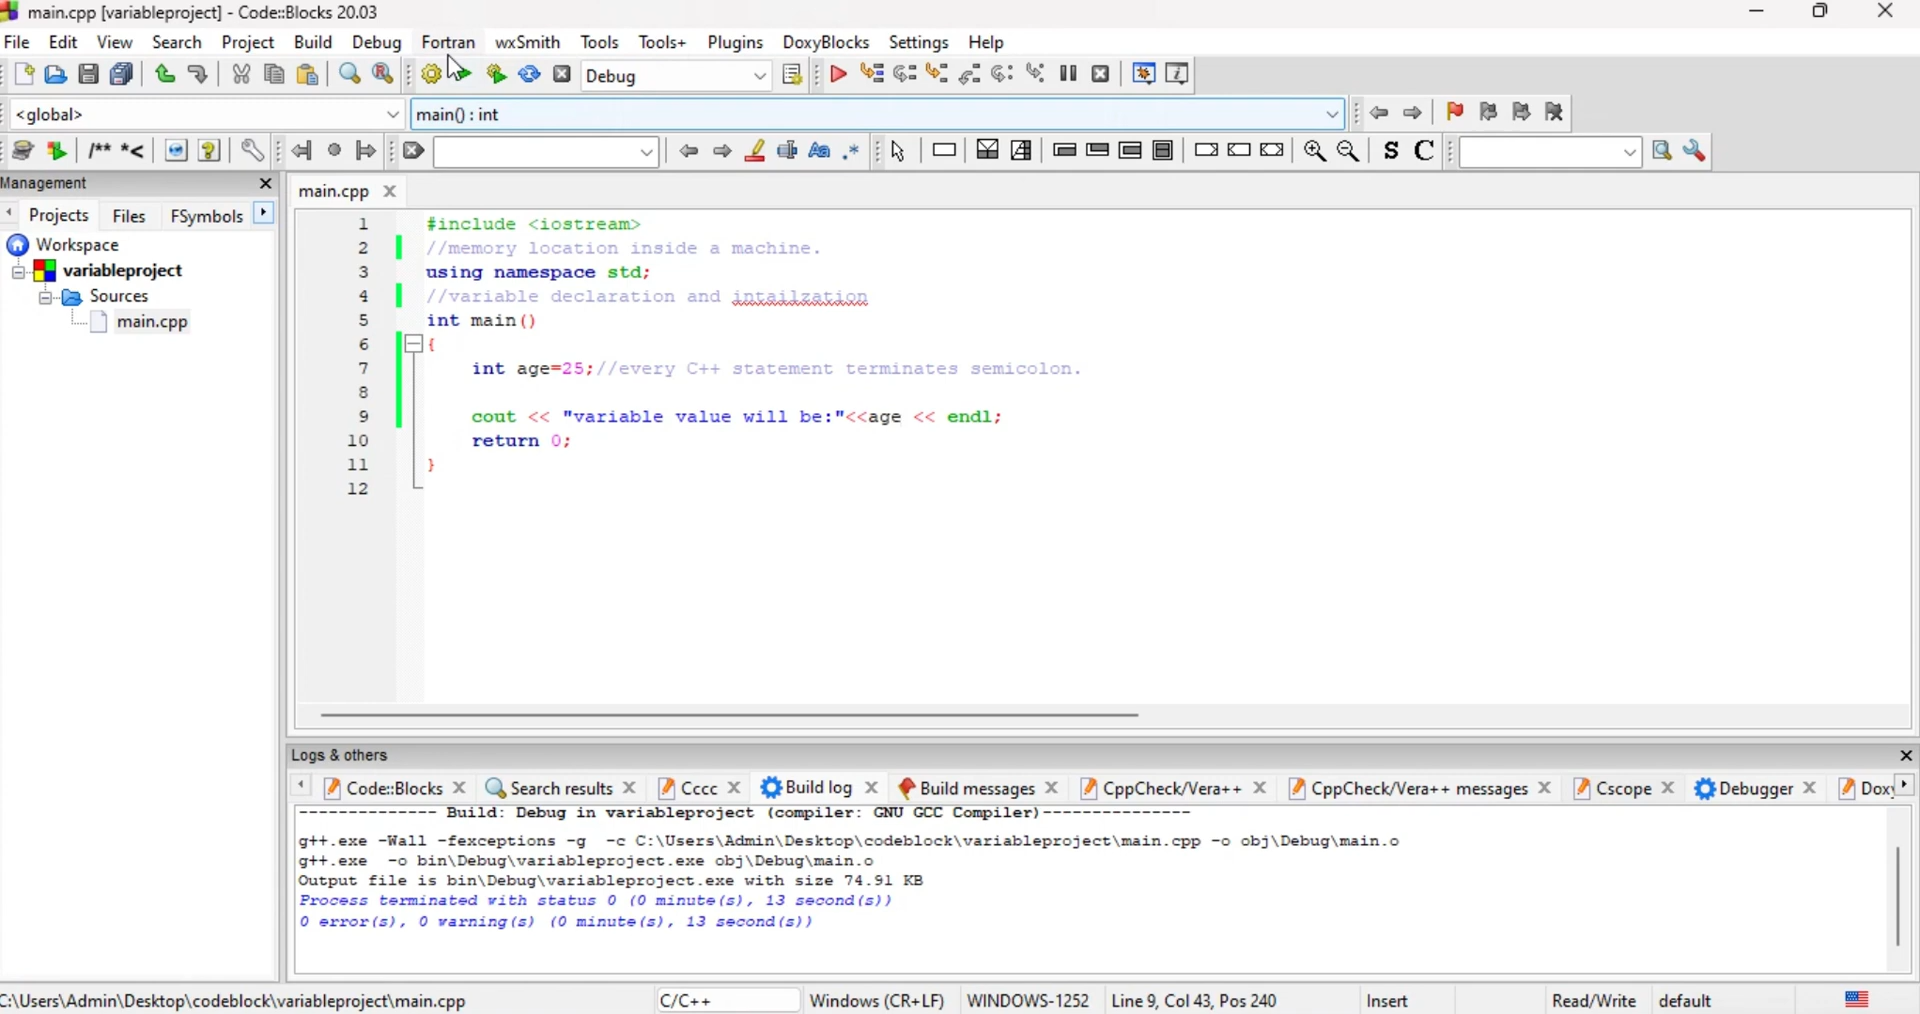 main.cpp [variableproject] - Code::Blocks 20.03
File Edit View Search Project Build Debug Fortran wxSmith Tools Tools+ Plugins DoxyBlocks Settings Help
Debug
<global> main() : int
/** *< Aa .* S C
Management
Projects Files FSymbols
Workspace
variableproject
Sources
main.cpp
main.cpp
1 #include <iostream>
2 //memory location inside a machine.
3 using namespace std;
4 //variable declaration and intailzation
5 int main()
6 {
7 int age=25;//every C++ statement terminates semicolon.
8
9 cout << "variable value will be:"<<age << endl;
10 return 0;
11 }
12
Logs & others
Code::Blocks Search results Cccc Build log Build messages CppCheck/Vera++ CppCheck/Vera++ messages Cscope Debugger Doxy
-------------- Build: Debug in variableproject (compiler: GNU GCC Compiler)---------------
g++.exe -Wall -fexceptions -g -c C:\Users\Admin\Desktop\codeblock\variableproject\main.cpp -o obj\Debug\main.o
g++.exe -o bin\Debug\variableproject.exe obj\Debug\main.o
Output file is bin\Debug\variableproject.exe with size 74.91 KB
Process terminated with status 0 (0 minute(s), 13 second(s))
0 error(s), 0 warning(s) (0 minute(s), 13 second(s))
C:\Users\Admin\Desktop\codeblock\variableproject\main.cpp C/C++ Windows (CR+LF) WINDOWS-1252 Line 9, Col 43, Pos 240 Insert Read/Write default